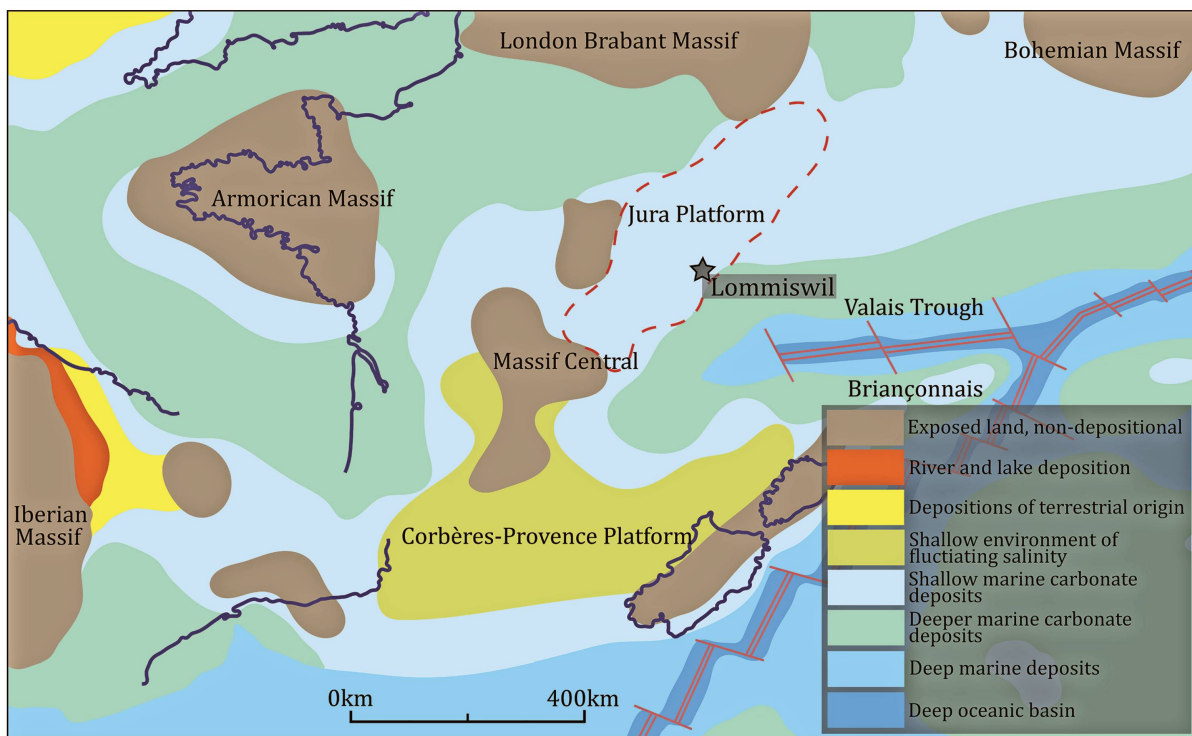 London Brabant Massif
Bohemian Massif
Armorican Massif
Jura Platform
Lommiswil
Valais Trough
Massif Central
Briançonnais
Iberian
Massif
Corbères-Provence Platform
0km
400km
Exposed land, non-depositional
River and lake deposition
Depositions of terrestrial origin
Shallow environment of
fluctiating salinity
Shallow marine carbonate
deposits
Deeper marine carbonate
deposits
Deep marine deposits
Deep oceanic basin